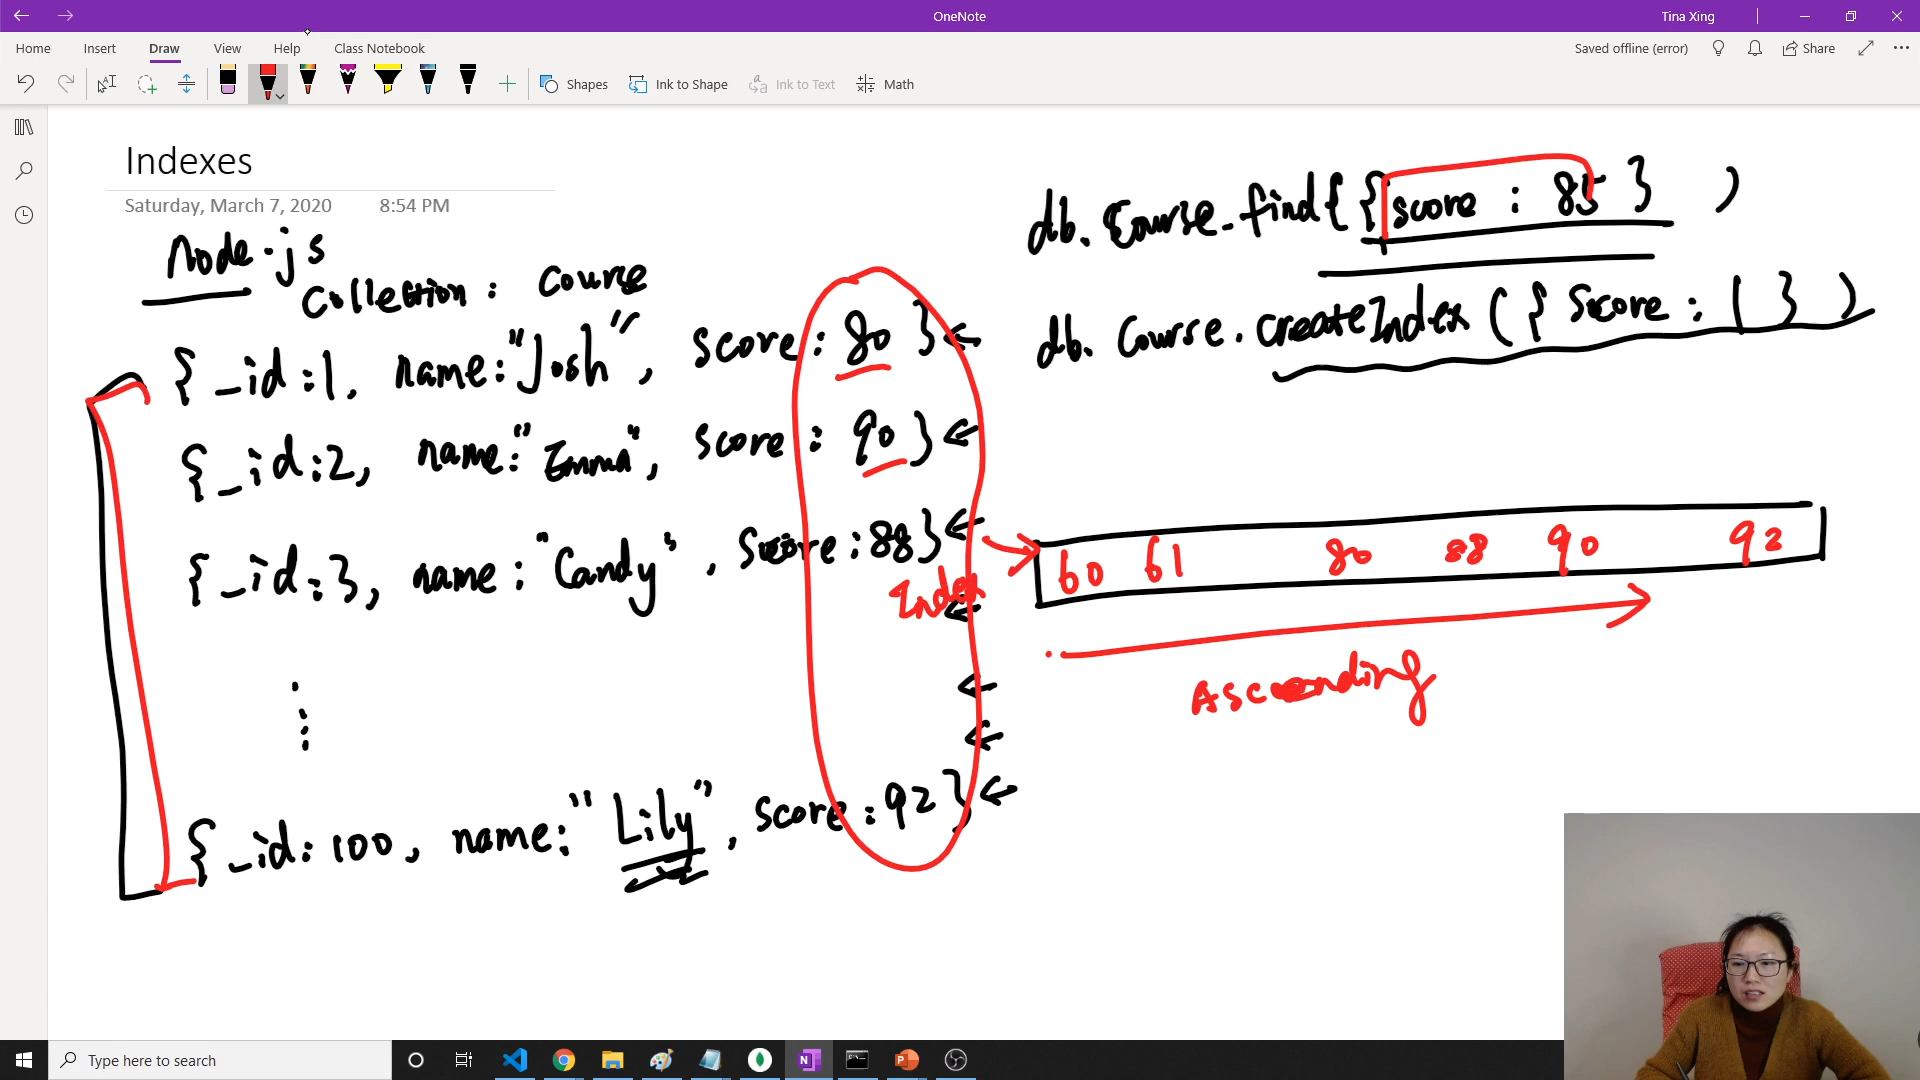 OneNote
Tina Xing
Home Insert Draw View Help Class Notebook
Saved offline (error) Share
Shapes Ink to Shape Ink to Text Math
Indexes
Saturday, March 7, 2020 8:54 PM
Node.js
Collection : Course
{ _id :1, name:"Josh", score : 80 }
{ _id :2, name:"Emma", score : 90 }
{ _id :3, name : "Candy", Score : 88 }
{ _id : 100, name: "Lily", score : 92 }
db. Course.find{ { score : 85 } )
db. Course. createIndex ( { Score : 1 } )
Index
60 61 80 88 90 92
Ascending
Type here to search